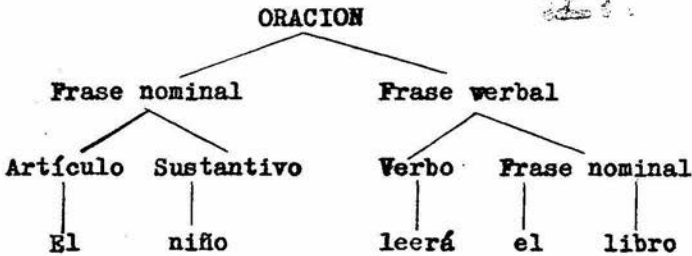 ORACION
Frase nominal Frase verbal
Artículo Sustantivo Verbo Frase nominal
El niño leerá el libro